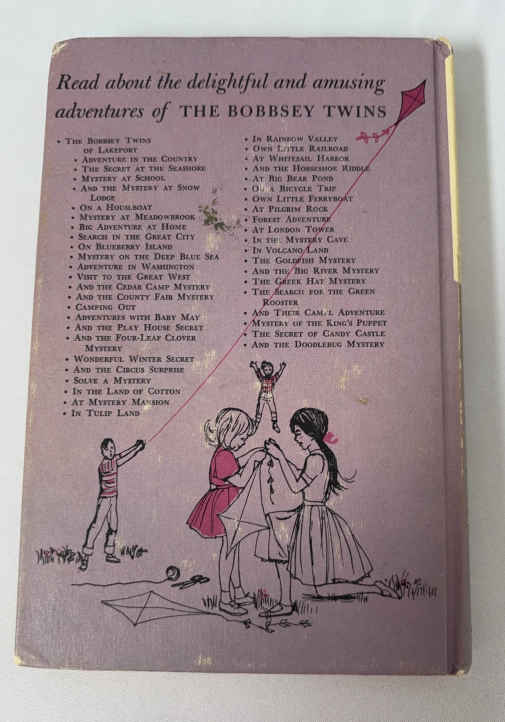 Read about the delightful and amusing
adventures of THE BOBBSEY TWINS
• THE BOBBSEY TWINS
OF LAKEPORT
• ADVENTURE IN THE COUNTRY
• THE SECRET AT THE SEASHORE
• MYSTERY AT SCHOOL
• AND THE MYSTERY AT SNOW
LODGE
• ON A HOUSEBOAT
• MYSTERY AT MEADOWBROOK
• BIG ADVENTURE AT HOME
• SEARCH IN THE GREAT CITY
• ON BLUEBERRY ISLAND
• MYSTERY ON THE DEEP BLUE SEA
• ADVENTURE IN WASHINGTON
• VISIT TO THE GREAT WEST
• AND THE CEDAR CAMP MYSTERY
• AND THE COUNTY FAIR MYSTERY
• CAMPING OUT
• ADVENTURES WITH BABY MAY
• AND THE PLAY HOUSE SECRET
• AND THE FOUR-LEAF CLOVER
MYSTERY
• WONDERFUL WINTER SECRET
• AND THE CIRCUS SURPRISE
• SOLVE A MYSTERY
• IN THE LAND OF COTTON
• AT MYSTERY MANSION
• IN TULIP LAND
• IN RAINBOW VALLEY
• OWN LITTLE RAILROAD
• AT WHITESAIL HARBOR
• AND THE HORSESHOE RIDDLE
• AT BIG BEAR POND
• ON A BICYCLE TRIP
• OWN LITTLE FERRYBOAT
• AT PILGRIM ROCK
• FOREST ADVENTURE
• AT LONDON TOWER
• IN THE MYSTERY CAVE
• IN VOLCANO LAND
• THE GOLDFISH MYSTERY
• AND THE BIG RIVER MYSTERY
• THE GREEK HAT MYSTERY
• THE SEARCH FOR THE GREEN
ROOSTER
• AND THEIR CAMEL ADVENTURE
• MYSTERY OF THE KING'S PUPPET
• THE SECRET OF CANDY CASTLE
• AND THE DOODLEBUG MYSTERY